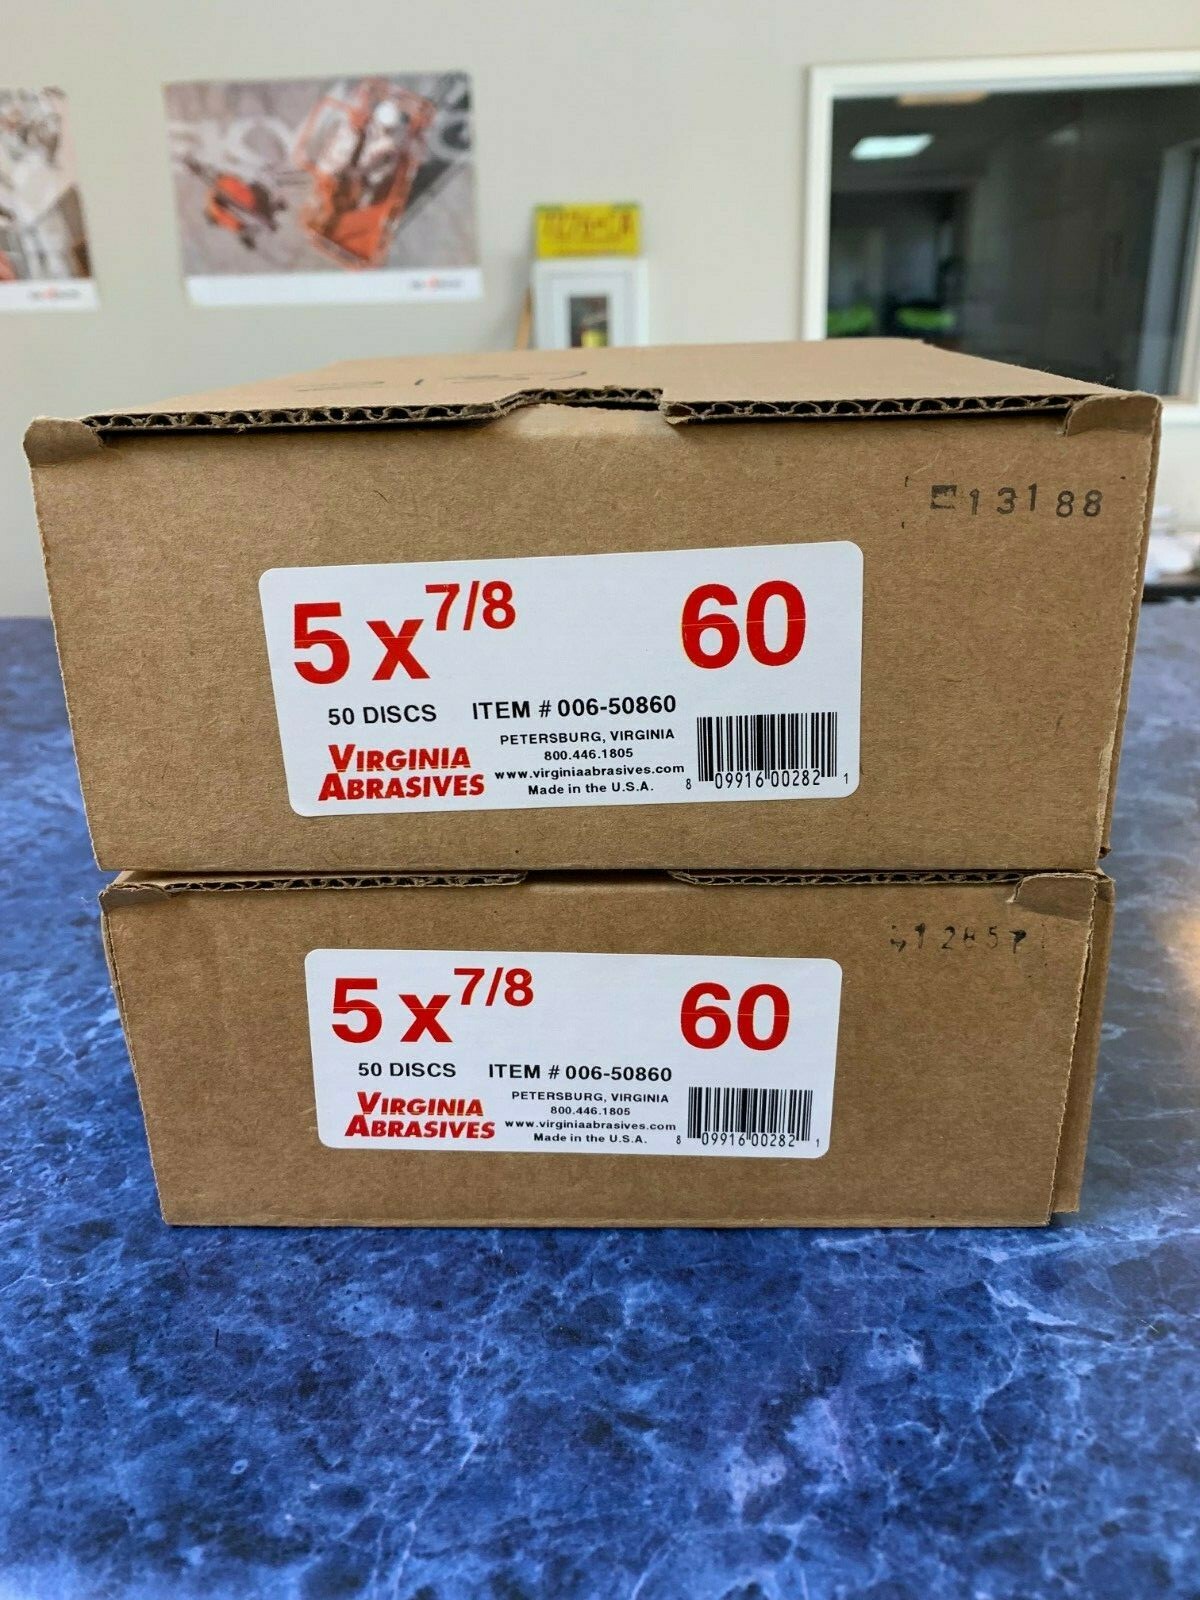 13188
5 x 7/8 60
50 DISCS ITEM # 006-50860
VIRGINIA
ABRASIVES
PETERSBURG, VIRGINIA
800.446.1805
www.virginiaabrasives.com
Made in the U.S.A.
8 09916 00282 1
5 x 7/8 60
50 DISCS ITEM # 006-50860
VIRGINIA
ABRASIVES
PETERSBURG, VIRGINIA
800.446.1805
www.virginiaabrasives.com
Made in the U.S.A.
8 09916 00282 1